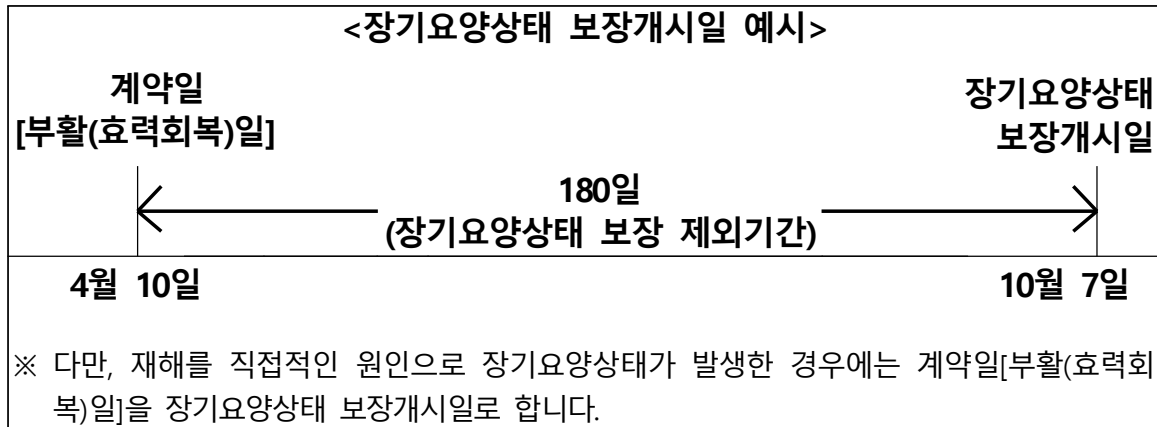 <장기요양상태 보장개시일 예시>
계약일
[부활(효력회복)일]
장기요양상태
보장개시일
180일
(장기요양상태 보장 제외기간)
4월 10일
10월 7일
※ 다만, 재해를 직접적인 원인으로 장기요양상태가 발생한 경우에는 계약일[부활(효력회
복)일]을 장기요양상태 보장개시일로 합니다.